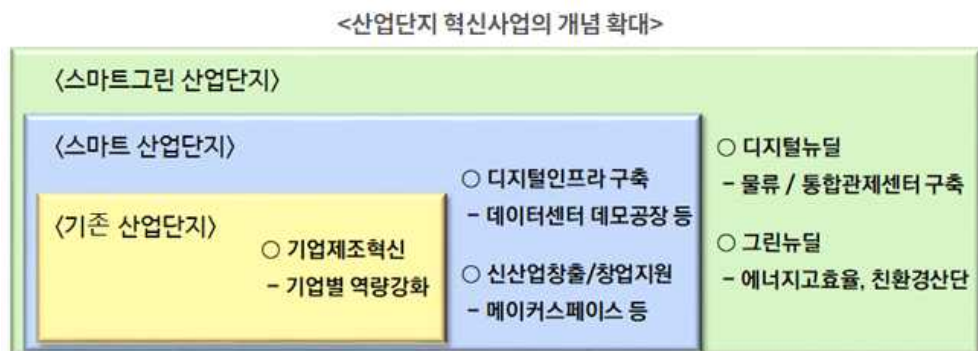 <산업단지 혁신사업의 개념 확대>
〈스마트그린 산업단지〉
〈스마트 산업단지〉
〈기존 산업단지〉
○ 기업제조혁신
- 기업별 역량강화
○ 디지털인프라 구축
- 데이터센터 데모공장 등
○ 신산업창출/창업지원
- 메이커스페이스 등
○ 디지털뉴딜
- 물류 / 통합관제센터 구축
○ 그린뉴딜
- 에너지고효율, 친환경산단